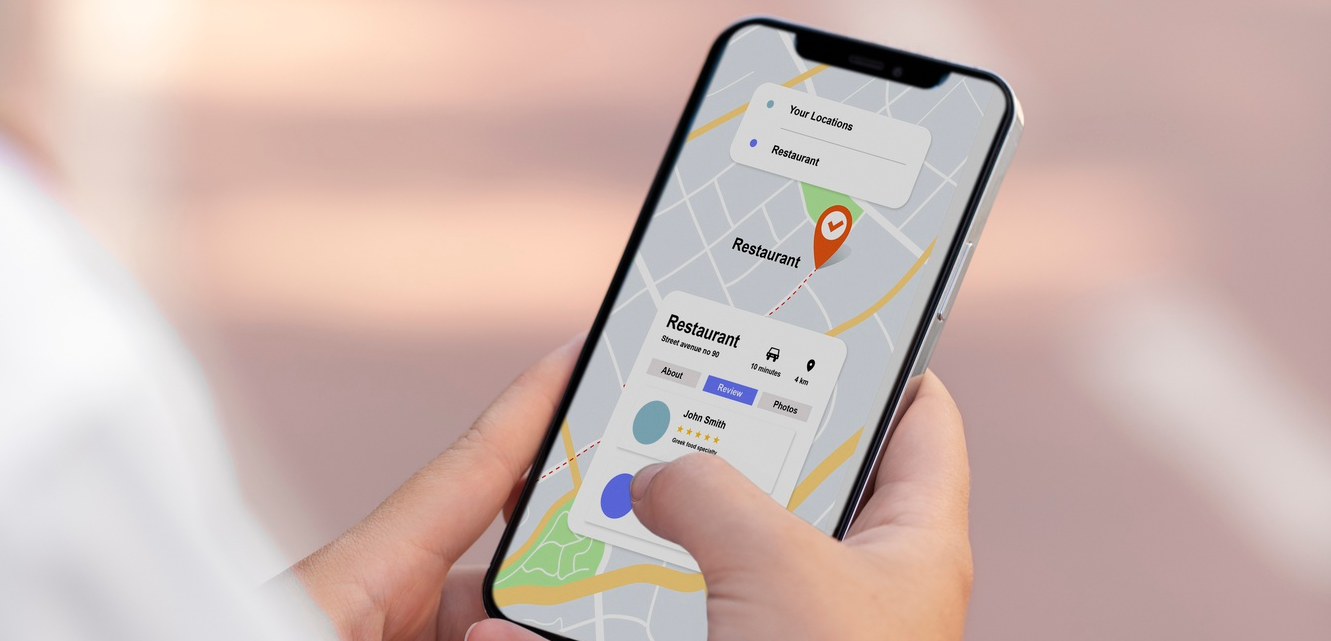 Your Locations
Restaurant
Restaurant
Restaurant
Street avenue no 90
10 minutes
4 km
About
Review
Photos
John Smith
Greek food specialty